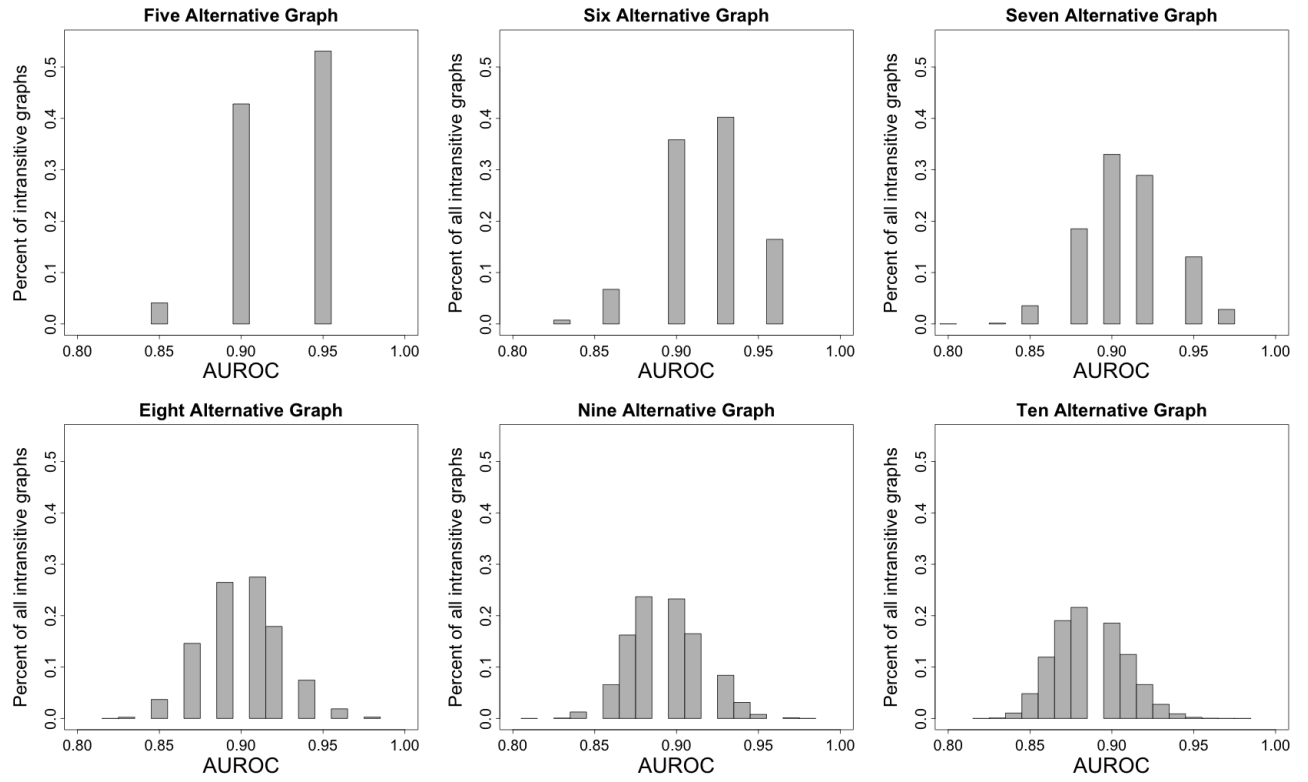 Five Alternative Graph
Percent of intransitive graphs
0.0 0.1 0.2 0.3 0.4 0.5
0.80 0.85 0.90 0.95 1.00
AUROC
Six Alternative Graph
Percent of all intransitive graphs
0.0 0.1 0.2 0.3 0.4 0.5
0.80 0.85 0.90 0.95 1.00
AUROC
Seven Alternative Graph
Percent of all intransitive graphs
0.0 0.1 0.2 0.3 0.4 0.5
0.80 0.85 0.90 0.95 1.00
AUROC
Eight Alternative Graph
Percent of all intransitive graphs
0.0 0.1 0.2 0.3 0.4 0.5
0.80 0.85 0.90 0.95 1.00
AUROC
Nine Alternative Graph
Percent of all intransitive graphs
0.0 0.1 0.2 0.3 0.4 0.5
0.80 0.85 0.90 0.95 1.00
AUROC
Ten Alternative Graph
Percent of all intransitive graphs
0.0 0.1 0.2 0.3 0.4 0.5
0.80 0.85 0.90 0.95 1.00
AUROC